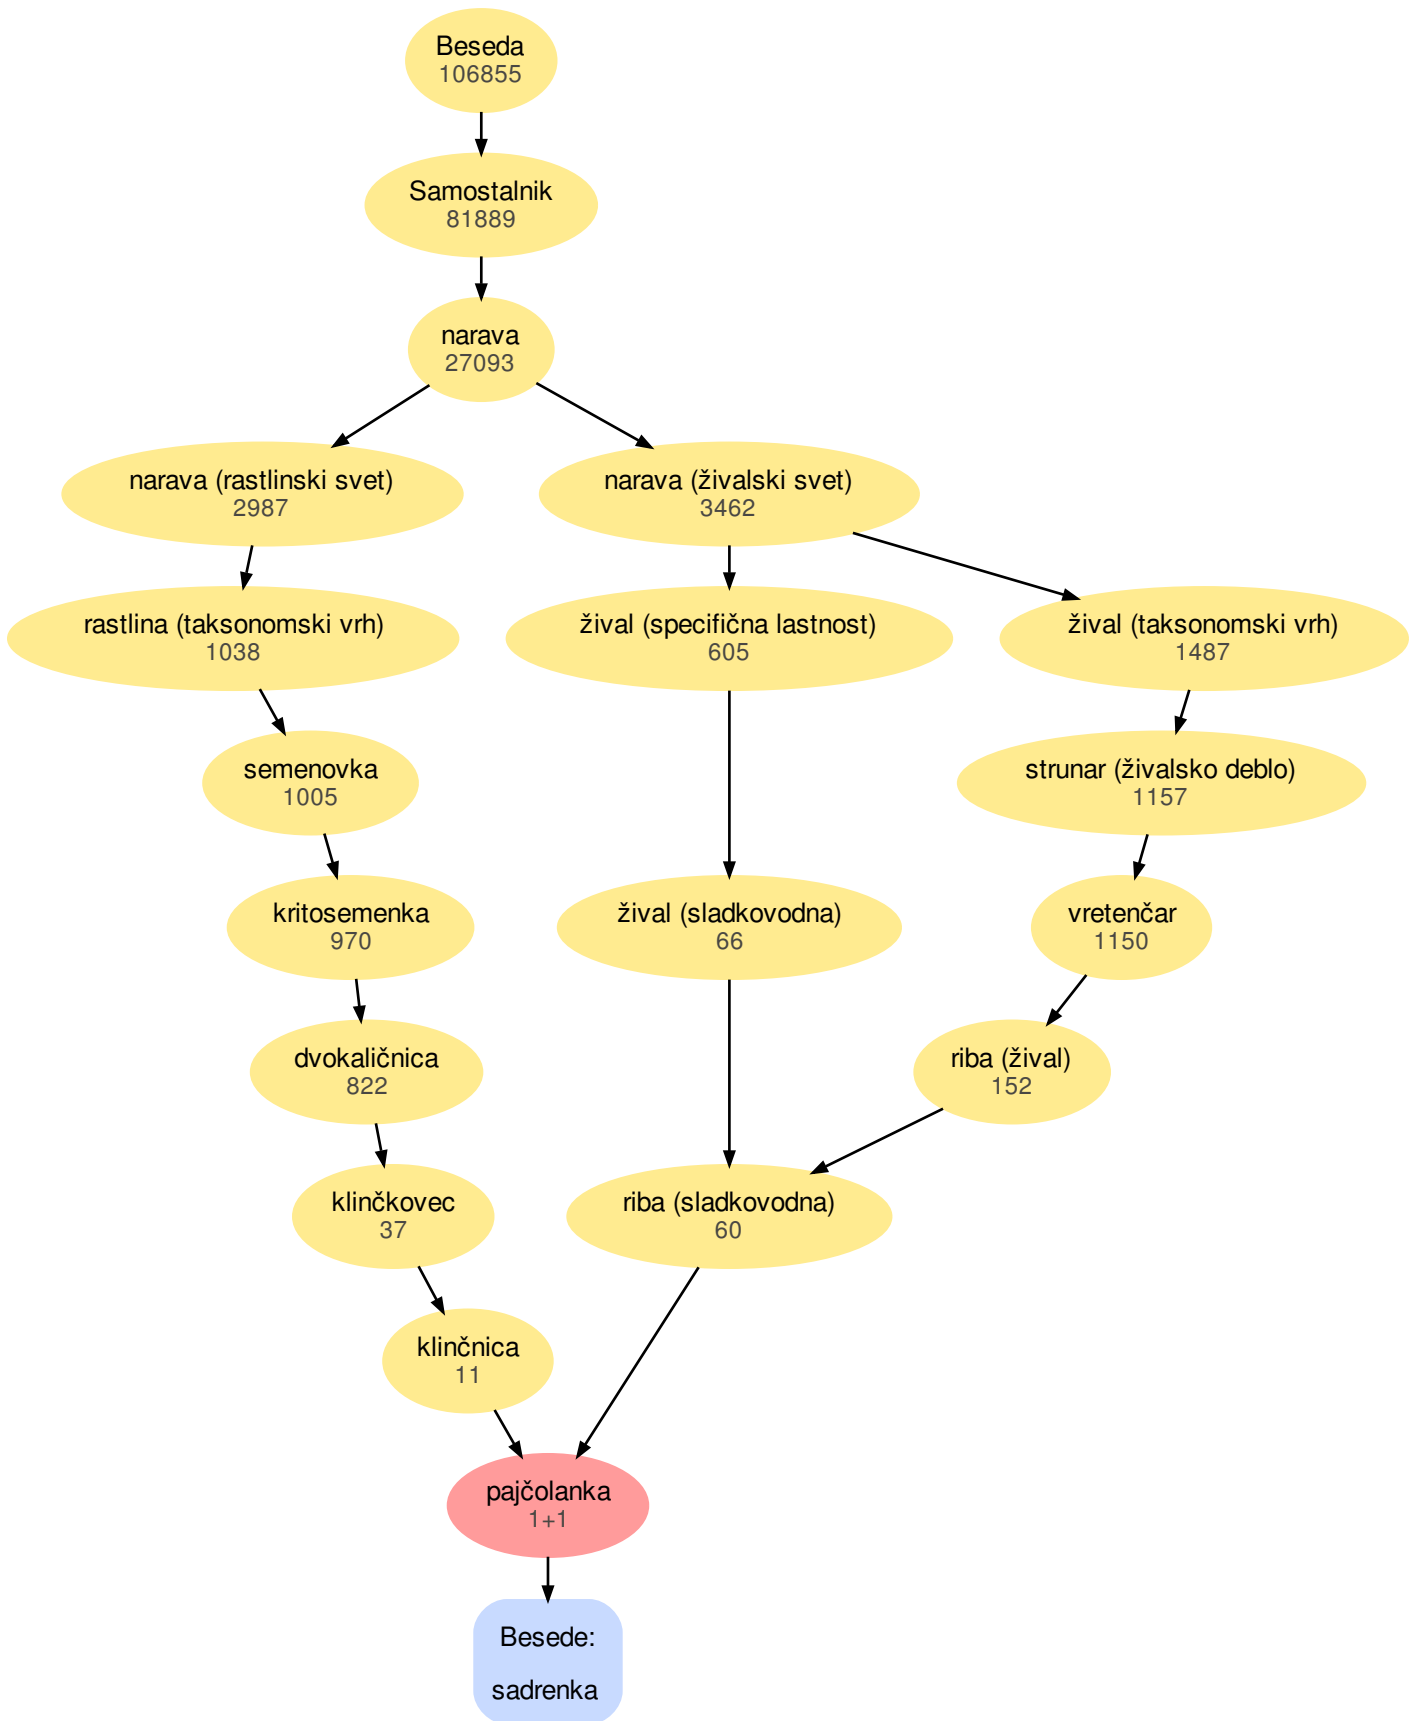 Beseda
106855
Samostalnik
81889
narava
27093
narava (rastlinski svet)
2987
narava (živalski svet)
3462
rastlina (taksonomski vrh)
1038
žival (specifična lastnost)
605
žival (taksonomski vrh)
1487
semenovka
1005
strunar (živalsko deblo)
1157
kritosemenka
970
žival (sladkovodna)
66
vretenčar
1150
dvokaličnica
822
riba (žival)
152
klinčkovec
37
riba (sladkovodna)
60
klinčnica
11
pajčolanka
1+1
Besede:
sadrenka